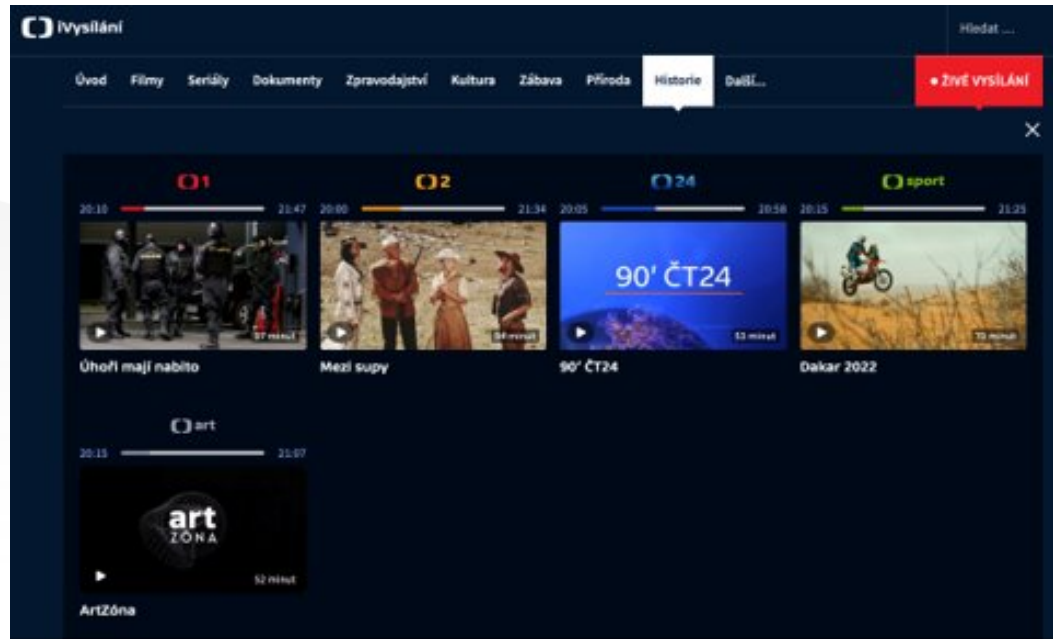 iVysílání
Hledat ...
Úvod Filmy Seriály Dokumenty Zpravodajství Kultura Zábava Příroda Historie Další...
• ŽIVÉ VYSÍLÁNÍ
1 2 24 sport
20:10 21:47 20:00 21:34 20:05 20:58 20:15 21:25
90’ ČT24
97 minut 94 minut 53 minut 70 minut
Úhoři mají nabito Mezi supy 90’ ČT24 Dakar 2022
art
20:15 21:07
art
ZÓNA
52 minut
ArtZóna